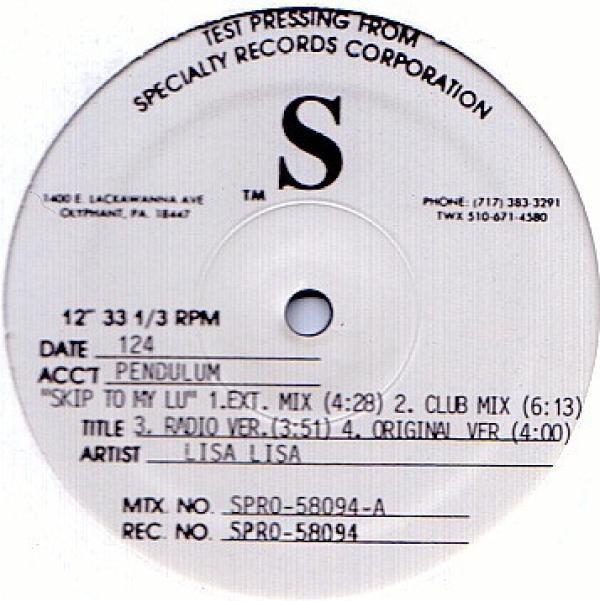 TEST PRESSING FROM
SPECIALTY RECORDS CORPORATION
S
TM
1400 E. LACKAWANNA AVE
OLYPHANT, PA. 18447
PHONE: (717) 383-3291
TWX 510-671-4580
12" 33 1/3 RPM
DATE 124
ACC'T PENDULUM
"SKIP TO MY LU" 1.EXT. MIX (4:28) 2. CLUB MIX (6:13)
TITLE 3. RADIO VER.(3:51) 4. ORIGINAL VER (4:00)
ARTIST LISA LISA
MTX. NO. SPRO-58094-A
REC. NO. SPRO-58094